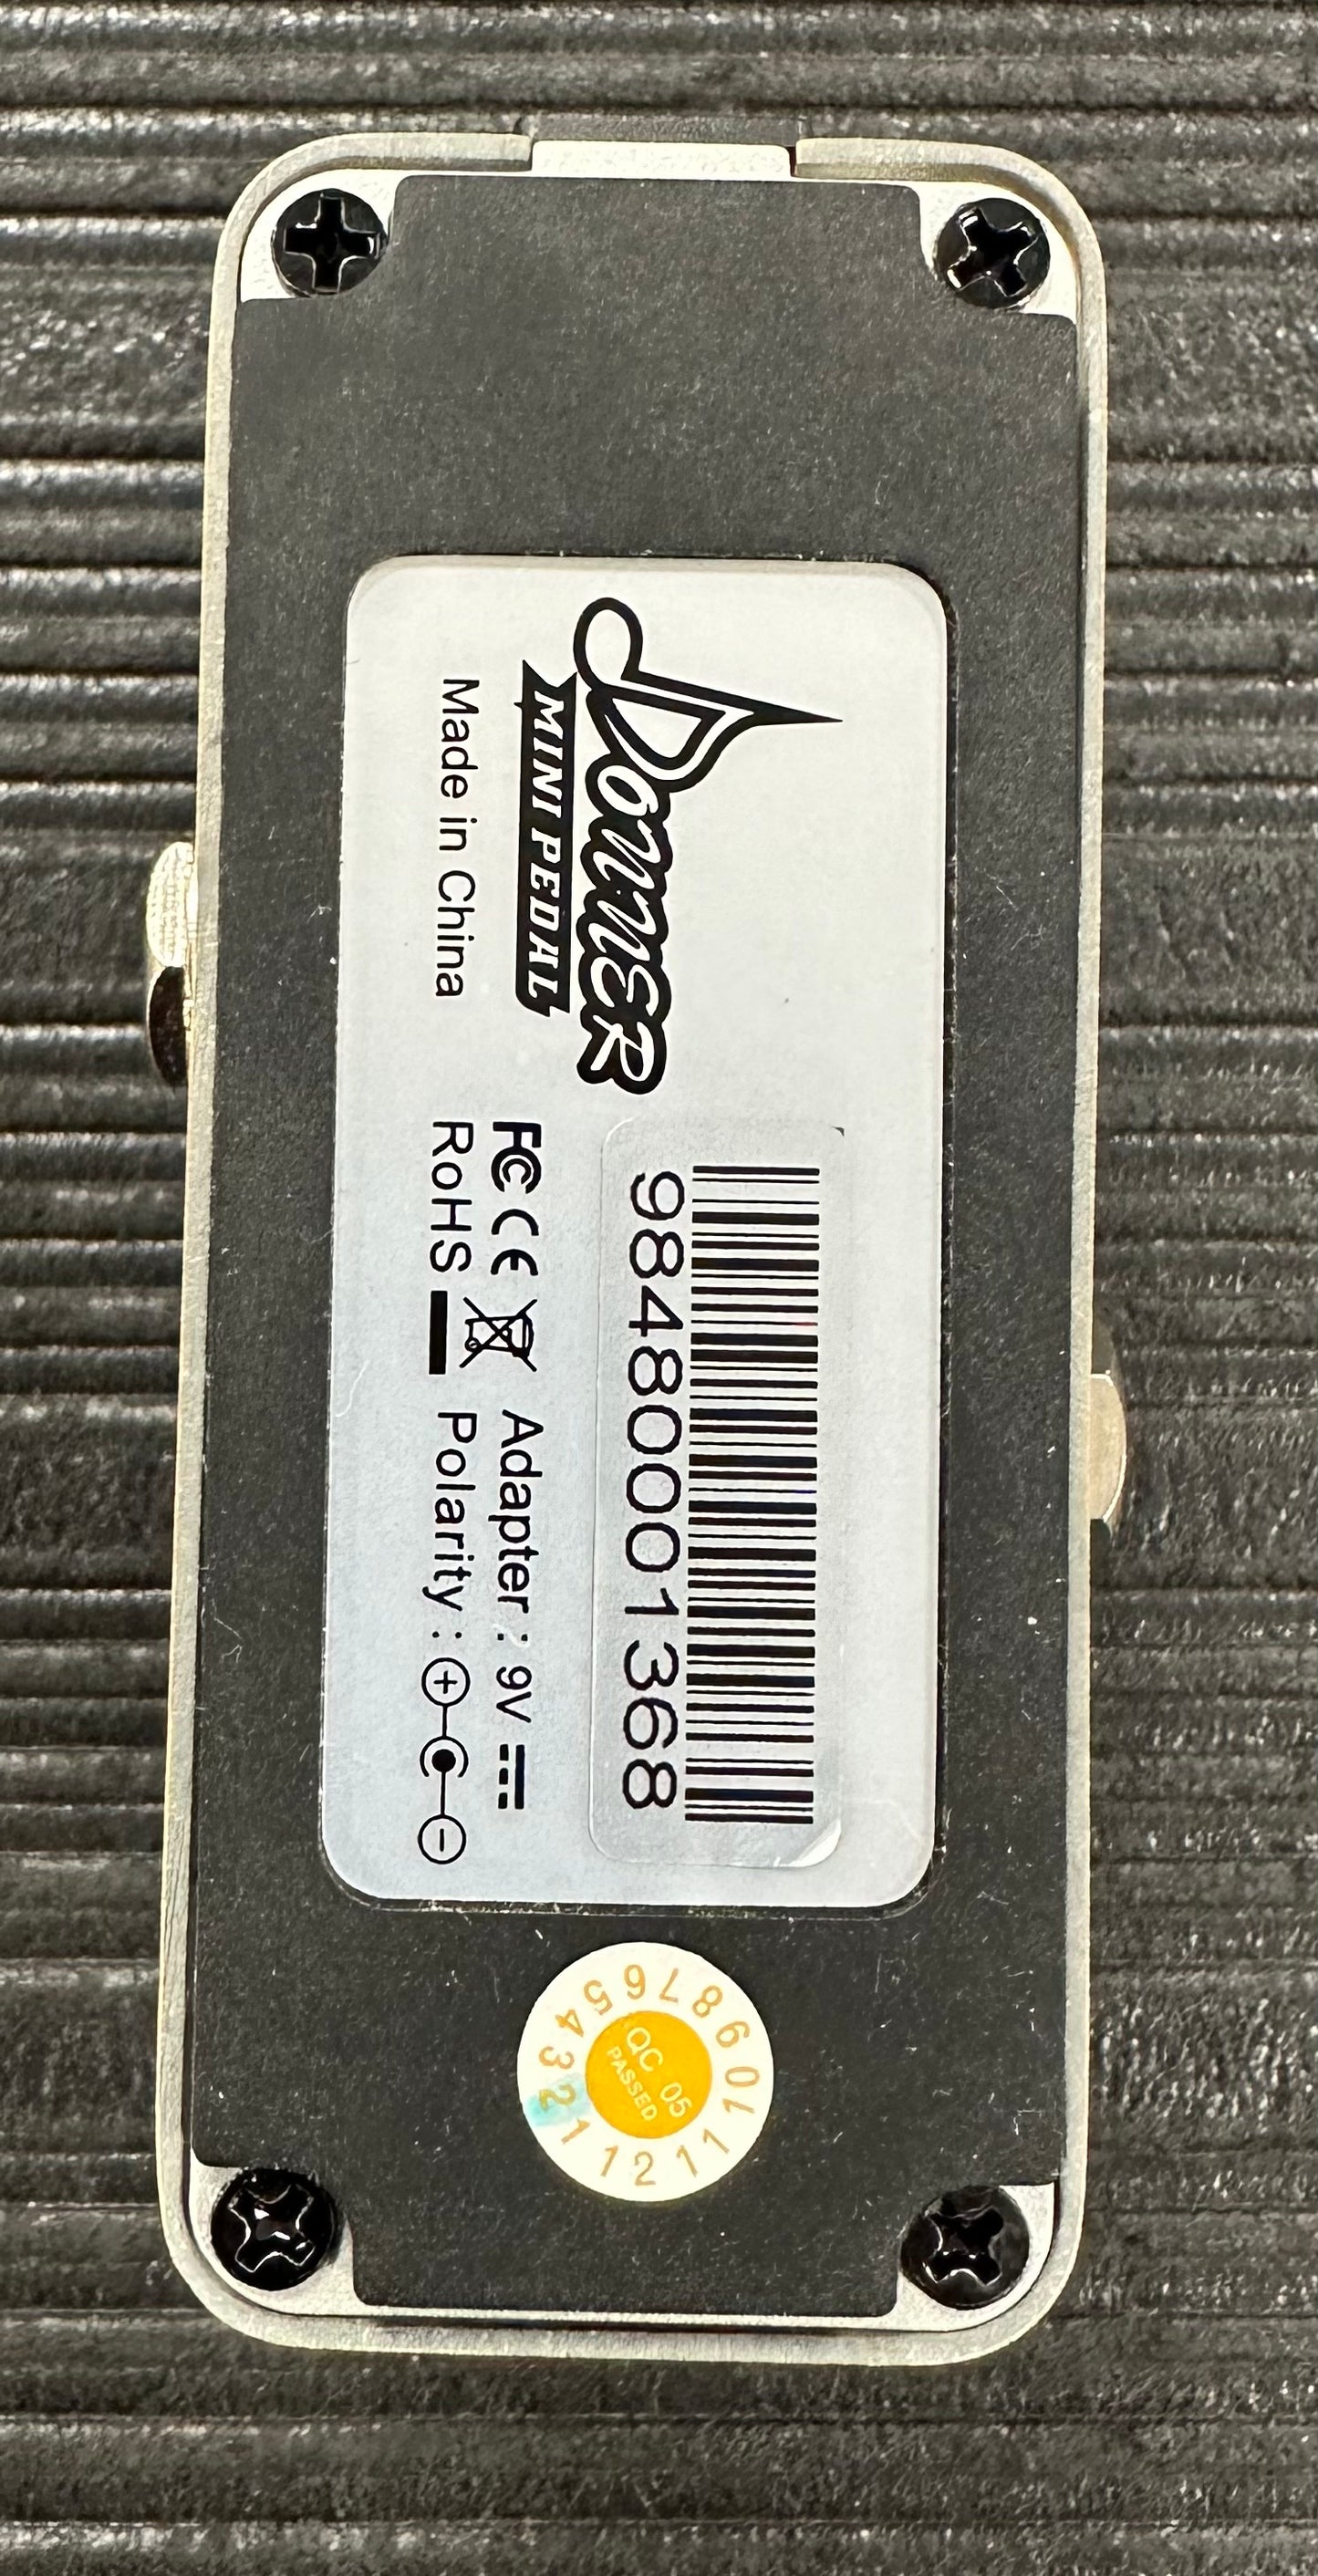 Donner
MINI PEDAL
Made in China
98480001368
FC CE
RoHS
Adapter : 9V
Polarity : + −
QC 05
PASSED
1 2 3 4 5 6 7 8 9 10 11 12